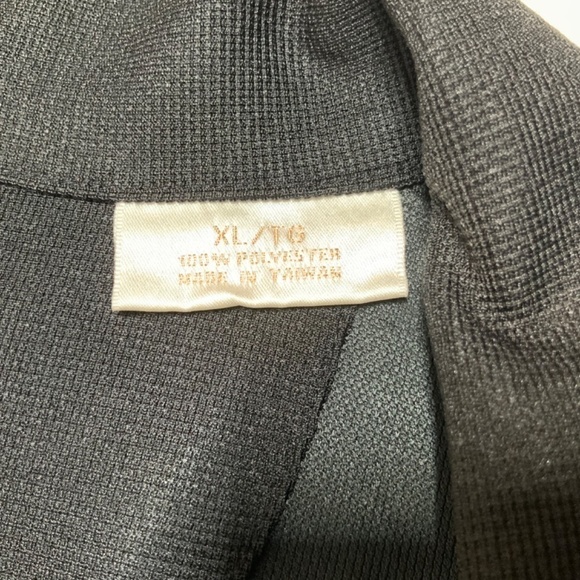 XL/TG
100% POLYESTER
MADE IN TAIWAN